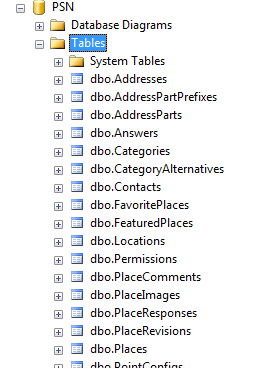 PSN
Database Diagrams
Tables
System Tables
dbo.Addresses
dbo.AddressPartPrefixes
dbo.AddressParts
dbo.Answers
dbo.Categories
dbo.CategoryAlternatives
dbo.Contacts
dbo.FavoritePlaces
dbo.FeaturedPlaces
dbo.Locations
dbo.Permissions
dbo.PlaceComments
dbo.PlaceImages
dbo.PlaceResponses
dbo.PlaceRevisions
dbo.Places
dbo.PointConfigs